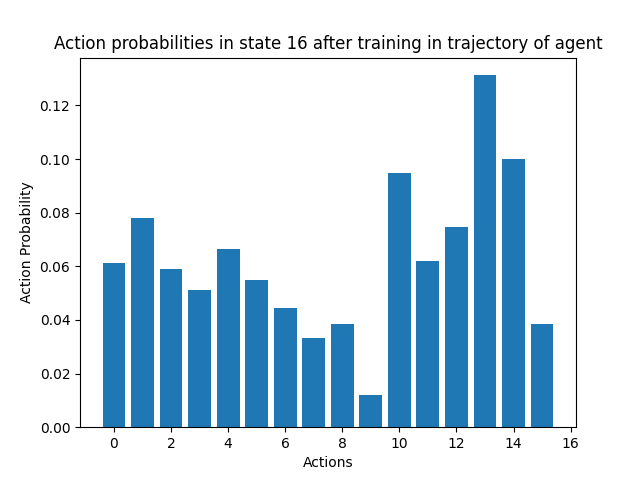 Action probabilities in state 16 after training in trajectory of agent
0.12
0.10
0.08
0.06
0.04
0.02
0.00
Action Probability
0 2 4 6 8 10 12 14 16
Actions